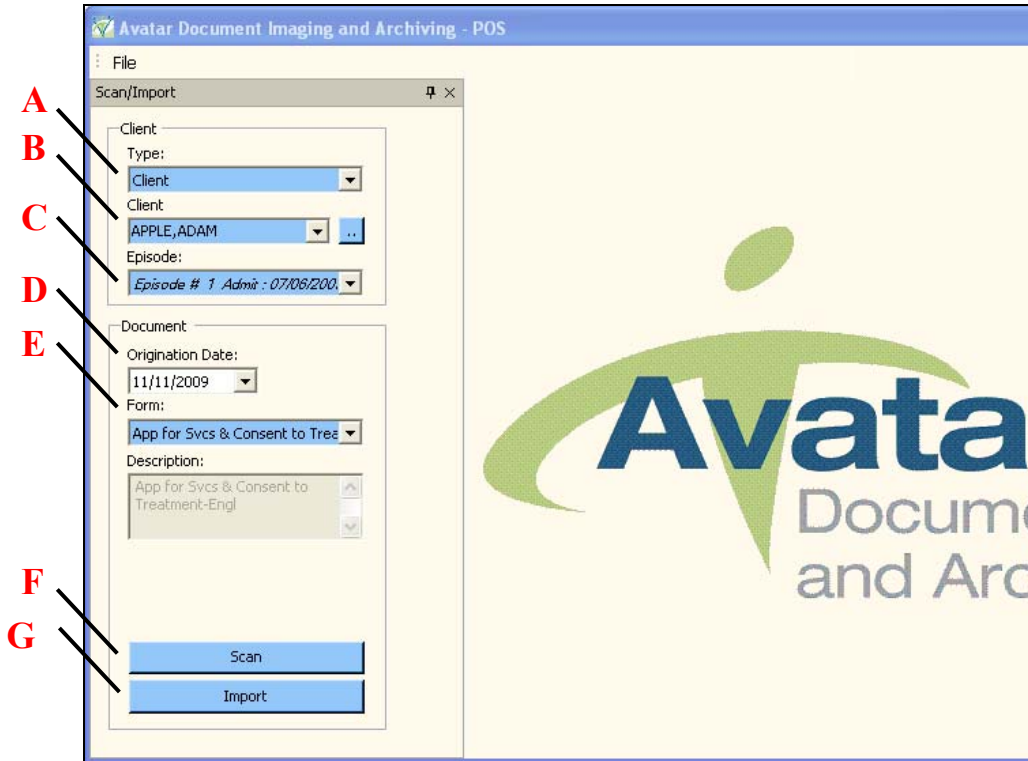 Avatar Document Imaging and Archiving - POS
File
Scan/Import
A
B
C
D
E
F
G
Client
Type:
Client
Client
APPLE,ADAM
..
Episode:
Episode # 1 Admit : 07/06/200.
Document
Origination Date:
11/11/2009
Form:
App for Svcs & Consent to Trea
Description:
App for Svcs & Consent to
Treatment-Engl
Scan
Import
Avata
Docume
and Arc